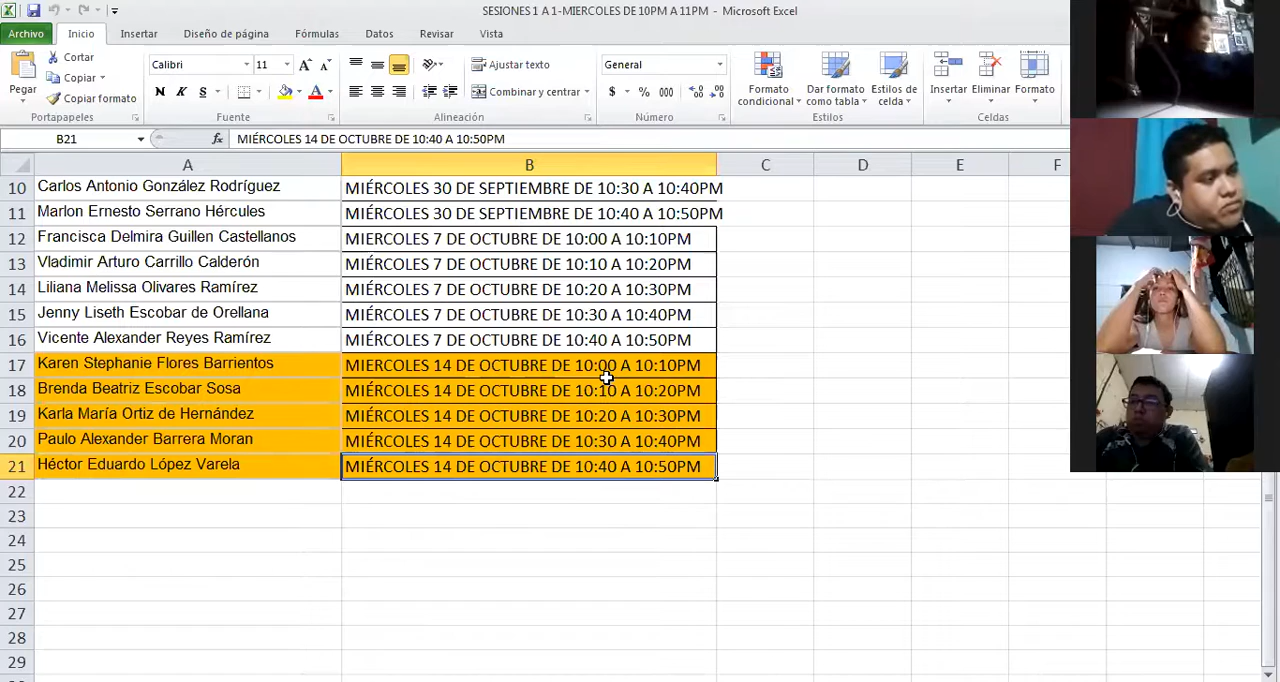 SESIONES 1 A 1-MIERCOLES DE 10PM A 11PM - Microsoft Excel
Archivo Inicio Insertar Diseño de página Fórmulas Datos Revisar Vista
Pegar
Cortar
Copiar
Copiar formato
Portapapeles
Calibri 11
N K S
Fuente
Ajustar texto
Combinar y centrar
Alineación
General
$ % 000
Número
Formato condicional
Dar formato como tabla
Estilos de celda
Estilos
Insertar Eliminar Formato
Celdas
B21 fx MIÉRCOLES 14 DE OCTUBRE DE 10:40 A 10:50PM
A B C D E F
10 Carlos Antonio González Rodríguez MIÉRCOLES 30 DE SEPTIEMBRE DE 10:30 A 10:40PM
11 Marlon Ernesto Serrano Hércules MIÉRCOLES 30 DE SEPTIEMBRE DE 10:40 A 10:50PM
12 Francisca Delmira Guillen Castellanos MIERCOLES 7 DE OCTUBRE DE 10:00 A 10:10PM
13 Vladimir Arturo Carrillo Calderón MIÉRCOLES 7 DE OCTUBRE DE 10:10 A 10:20PM
14 Liliana Melissa Olivares Ramírez MIÉRCOLES 7 DE OCTUBRE DE 10:20 A 10:30PM
15 Jenny Liseth Escobar de Orellana MIÉRCOLES 7 DE OCTUBRE DE 10:30 A 10:40PM
16 Vicente Alexander Reyes Ramírez MIÉRCOLES 7 DE OCTUBRE DE 10:40 A 10:50PM
17 Karen Stephanie Flores Barrientos MIERCOLES 14 DE OCTUBRE DE 10:00 A 10:10PM
18 Brenda Beatriz Escobar Sosa MIÉRCOLES 14 DE OCTUBRE DE 10:10 A 10:20PM
19 Karla María Ortiz de Hernández MIÉRCOLES 14 DE OCTUBRE DE 10:20 A 10:30PM
20 Paulo Alexander Barrera Moran MIÉRCOLES 14 DE OCTUBRE DE 10:30 A 10:40PM
21 Héctor Eduardo López Varela MIÉRCOLES 14 DE OCTUBRE DE 10:40 A 10:50PM
22
23
24
25
26
27
28
29